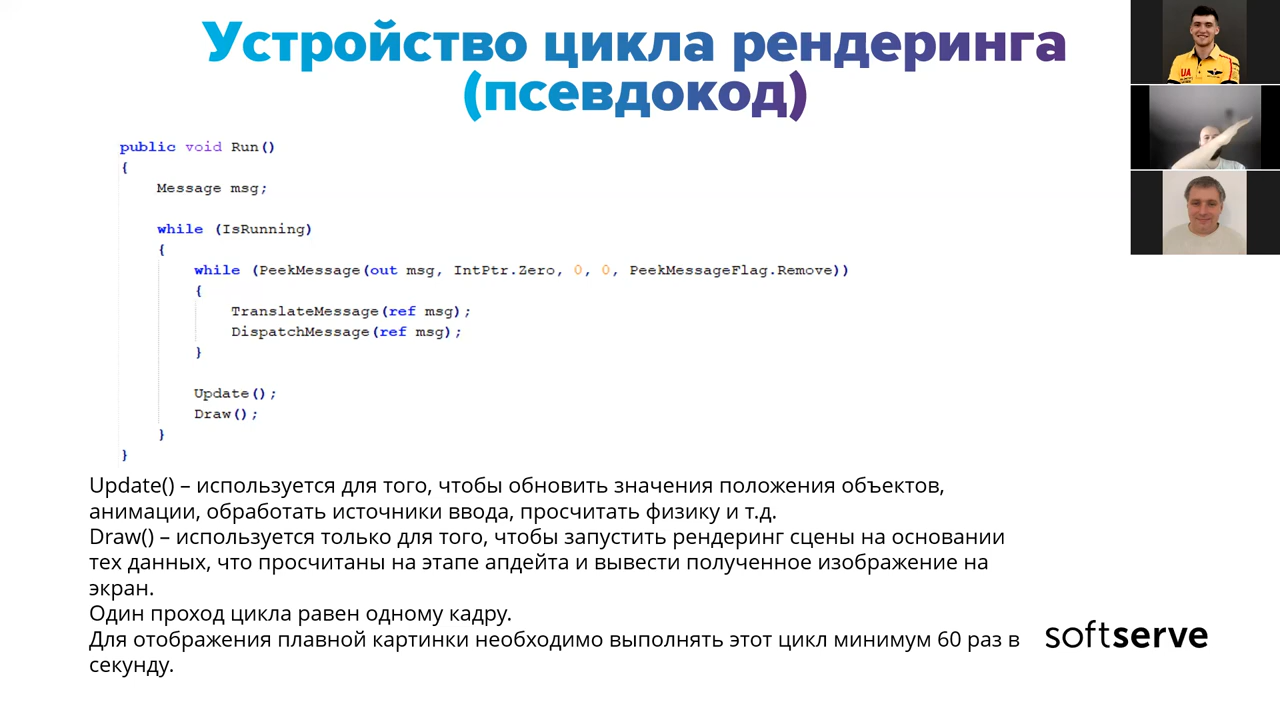 Устройство цикла рендеринга
(псевдокод)
public void Run()
{
Message msg;
while (IsRunning)
{
while (PeekMessage(out msg, IntPtr.Zero, 0, 0, PeekMessageFlag.Remove))
{
TranslateMessage(ref msg);
DispatchMessage(ref msg);
}
Update();
Draw();
}
}
Update() – используется для того, чтобы обновить значения положения объектов,
анимации, обработать источники ввода, просчитать физику и т.д.
Draw() – используется только для того, чтобы запустить рендеринг сцены на основании
тех данных, что просчитаны на этапе апдейта и вывести полученное изображение на
экран.
Один проход цикла равен одному кадру.
Для отображения плавной картинки необходимо выполнять этот цикл минимум 60 раз в
секунду.
softserve
UA